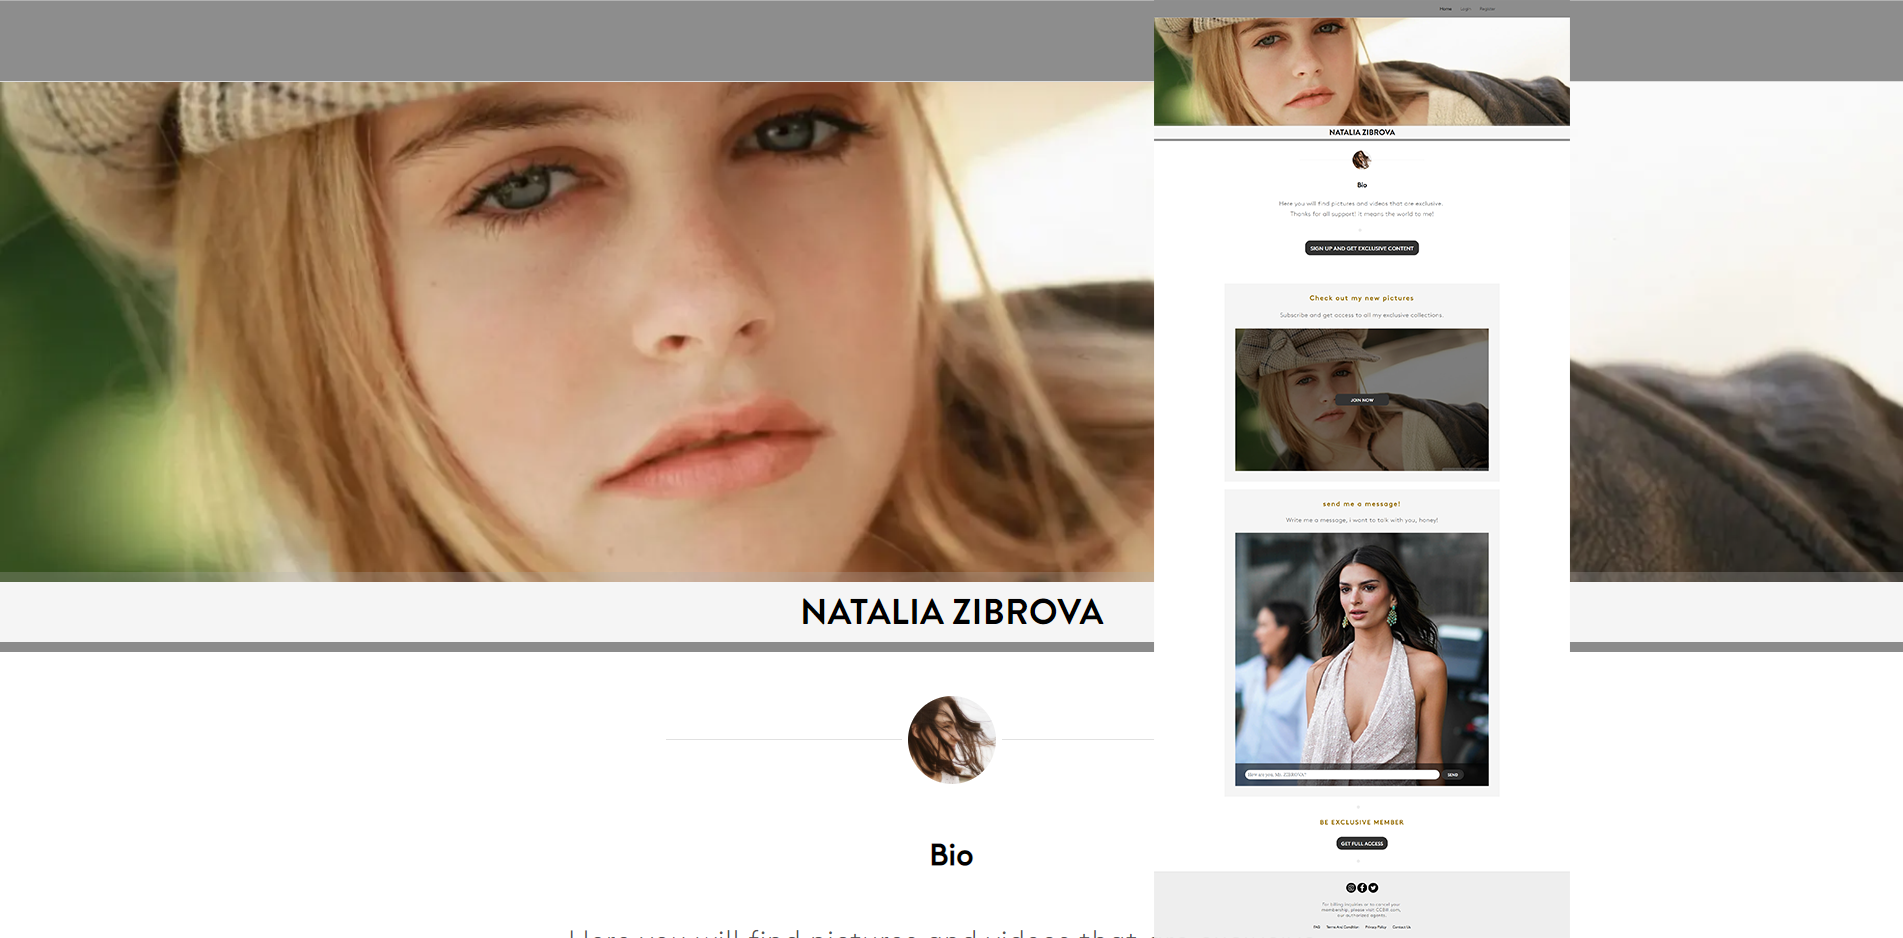 NATALIA ZIBROVA
Bio
Here you will find pictures and videos that
Home Login Register
NATALIA ZIBROVA
Bio
Here you will find pictures and videos that are exclusive.
Thanks for all support! it means the world to me!
SIGN UP AND GET EXCLUSIVE CONTENT
Check out my new pictures
Subscribe and get access to all my exclusive collections.
JOIN NOW
send me a message!
Write me a message, i want to talk with you, honey!
How are you, Ms. ZIBROVA?
SEND
BE EXCLUSIVE MEMBER
GET FULL ACCESS
For billing inquiries or to cancel your
membership, please visit CCBill.com,
our authorized agents.
FAQ Terms And Condition Privacy Policy Contact Us